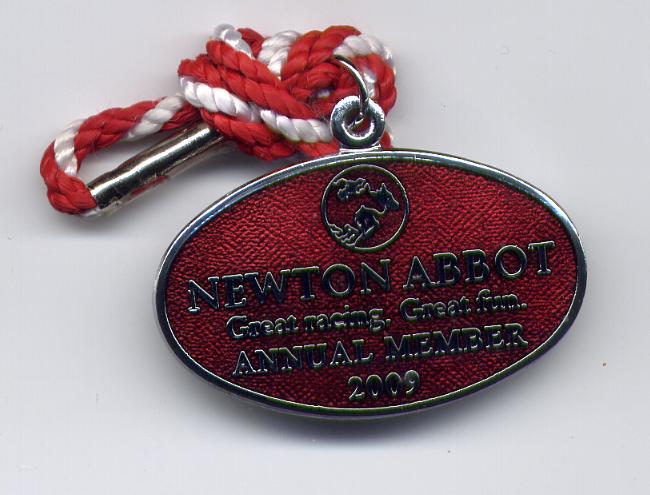 NEWTON ABBOT
Great racing. Great fun.
ANNUAL MEMBER
2009